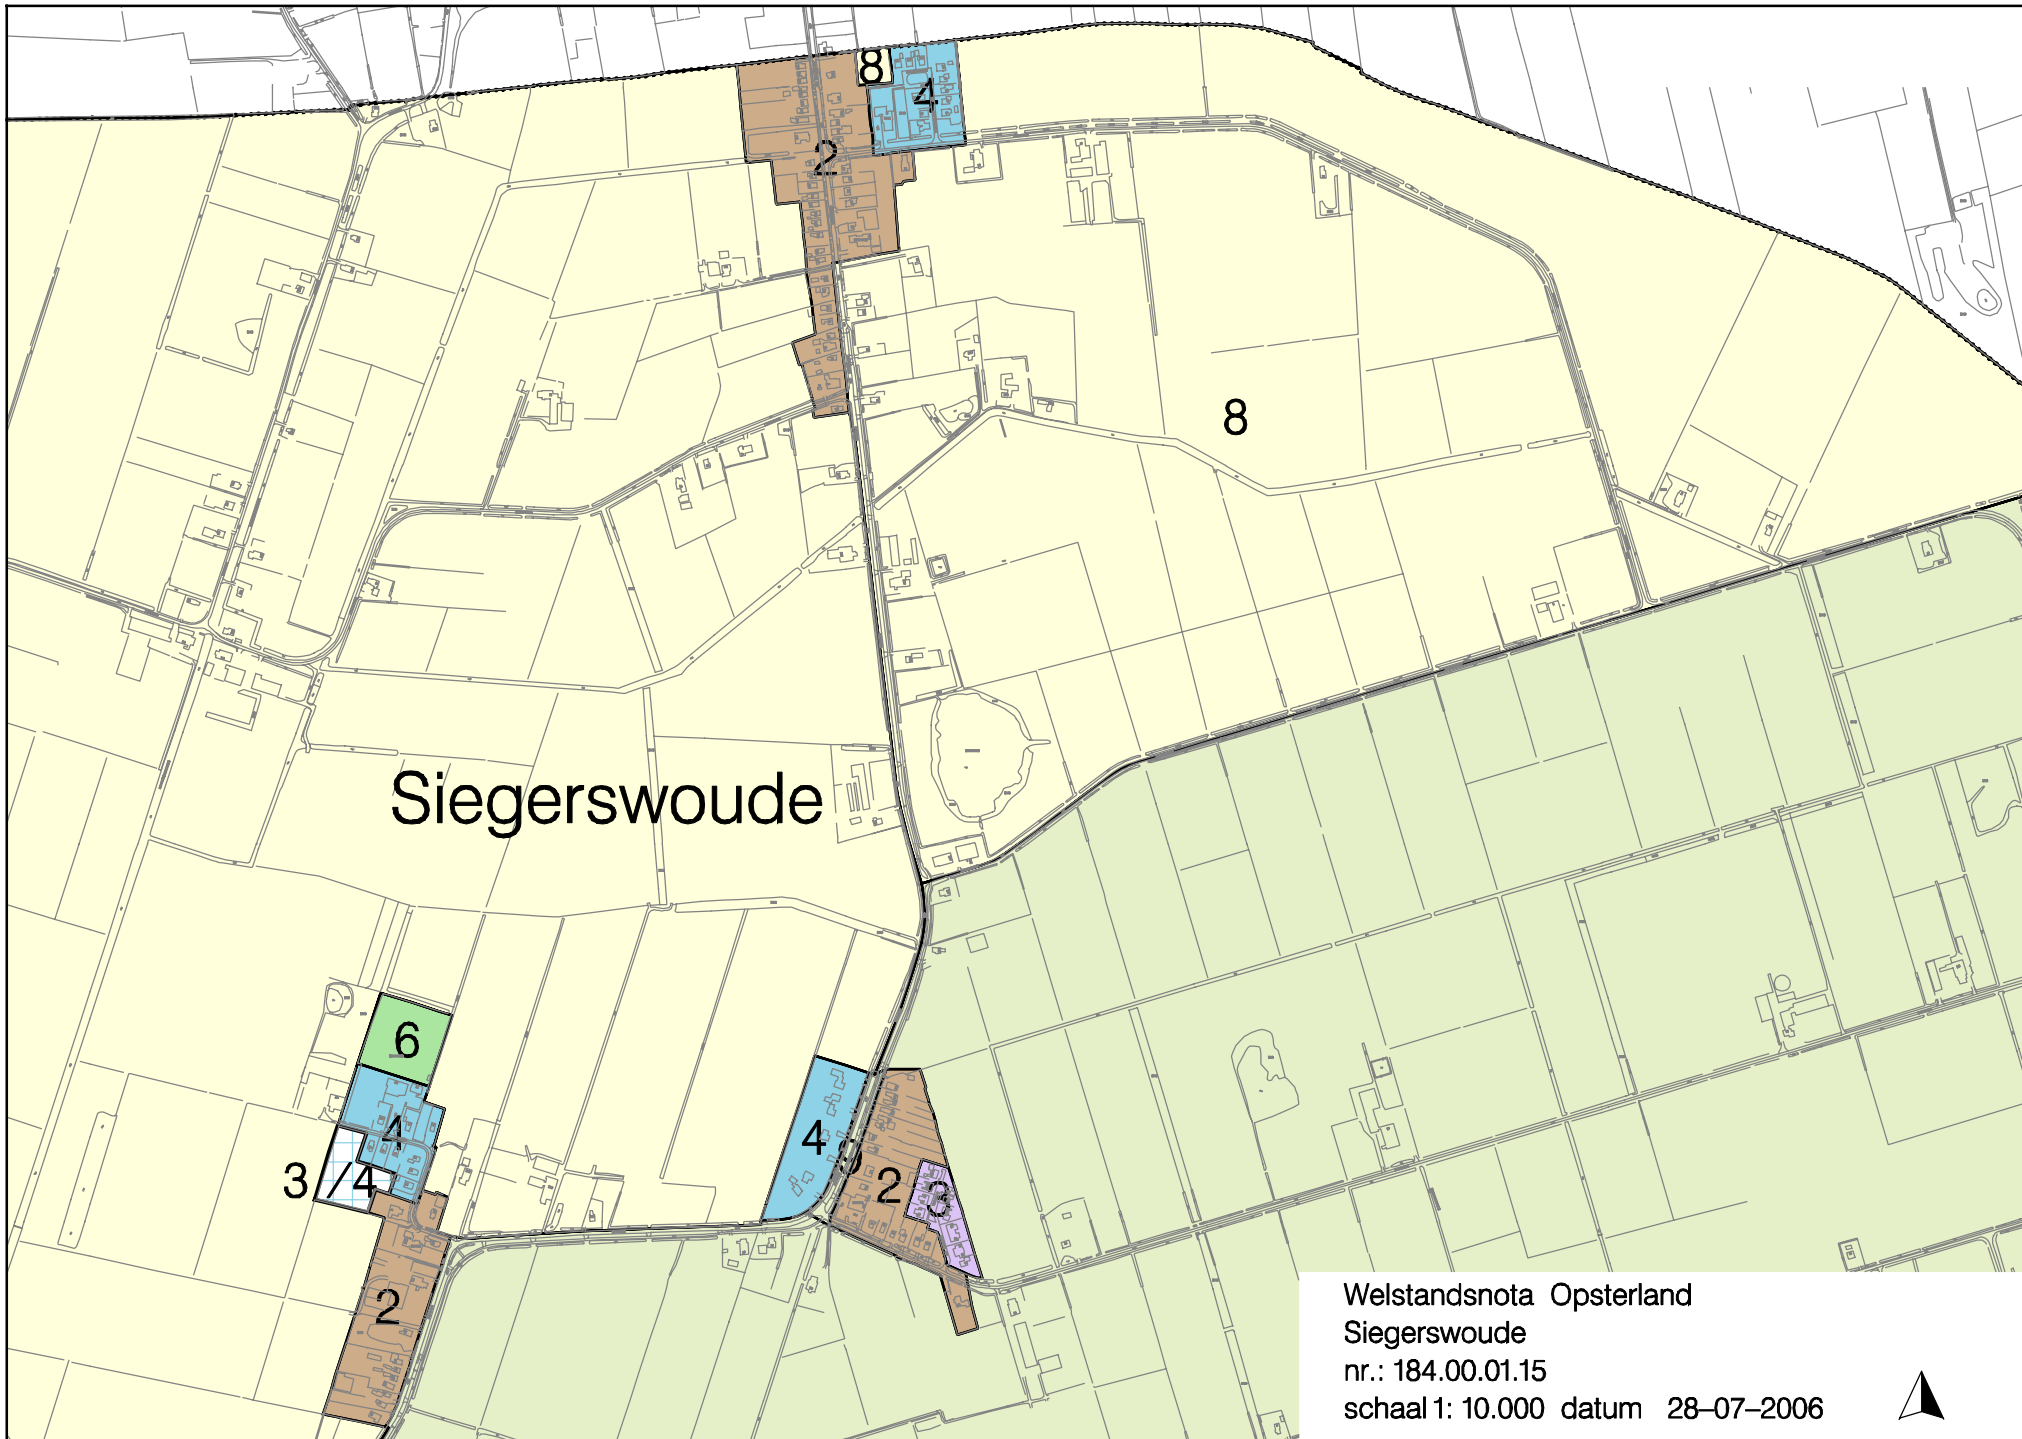 8
4
2
8
Siegerswoude
6
4
4
9
3/4
2
3
2
Welstandsnota Opsterland
Siegerswoude
nr.: 184.00.01.15
schaal 1: 10.000 datum 28-07-2006